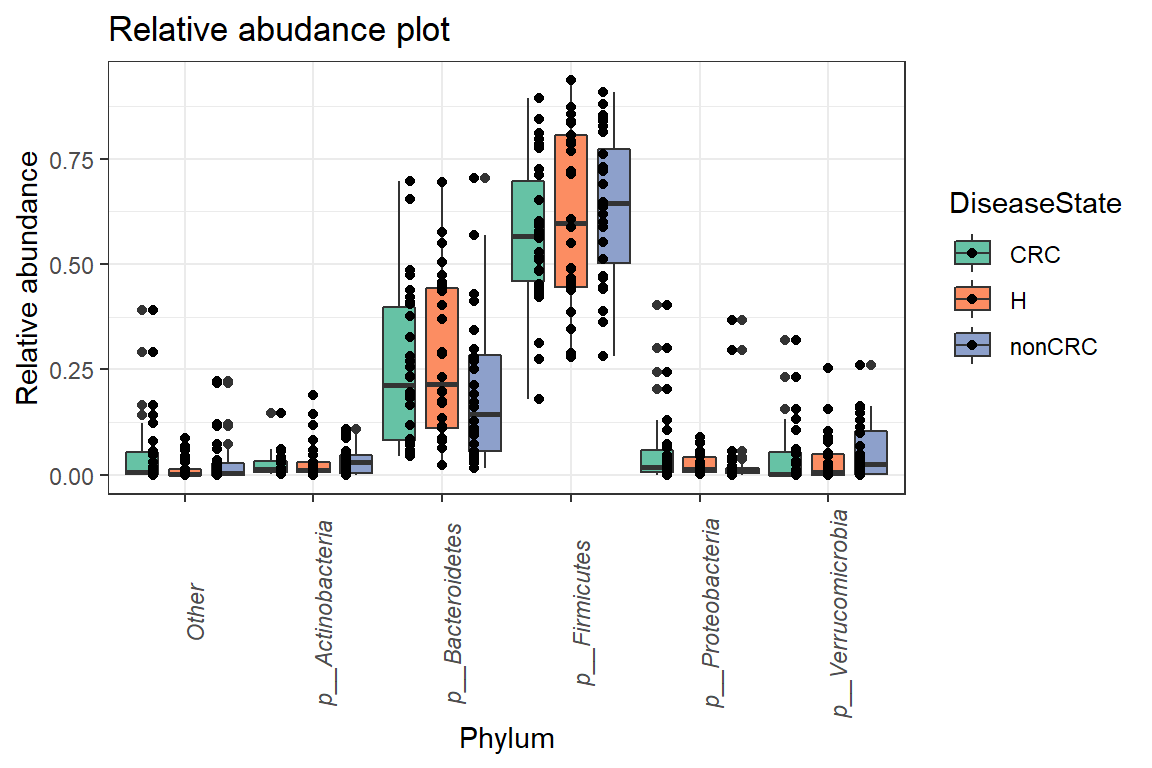 Relative abudance plot
Relative abundance
0.75
0.50
0.25
0.00
Other
p__Actinobacteria
p__Bacteroidetes
p__Firmicutes
p__Proteobacteria
p__Verrucomicrobia
Phylum
DiseaseState
CRC
H
nonCRC